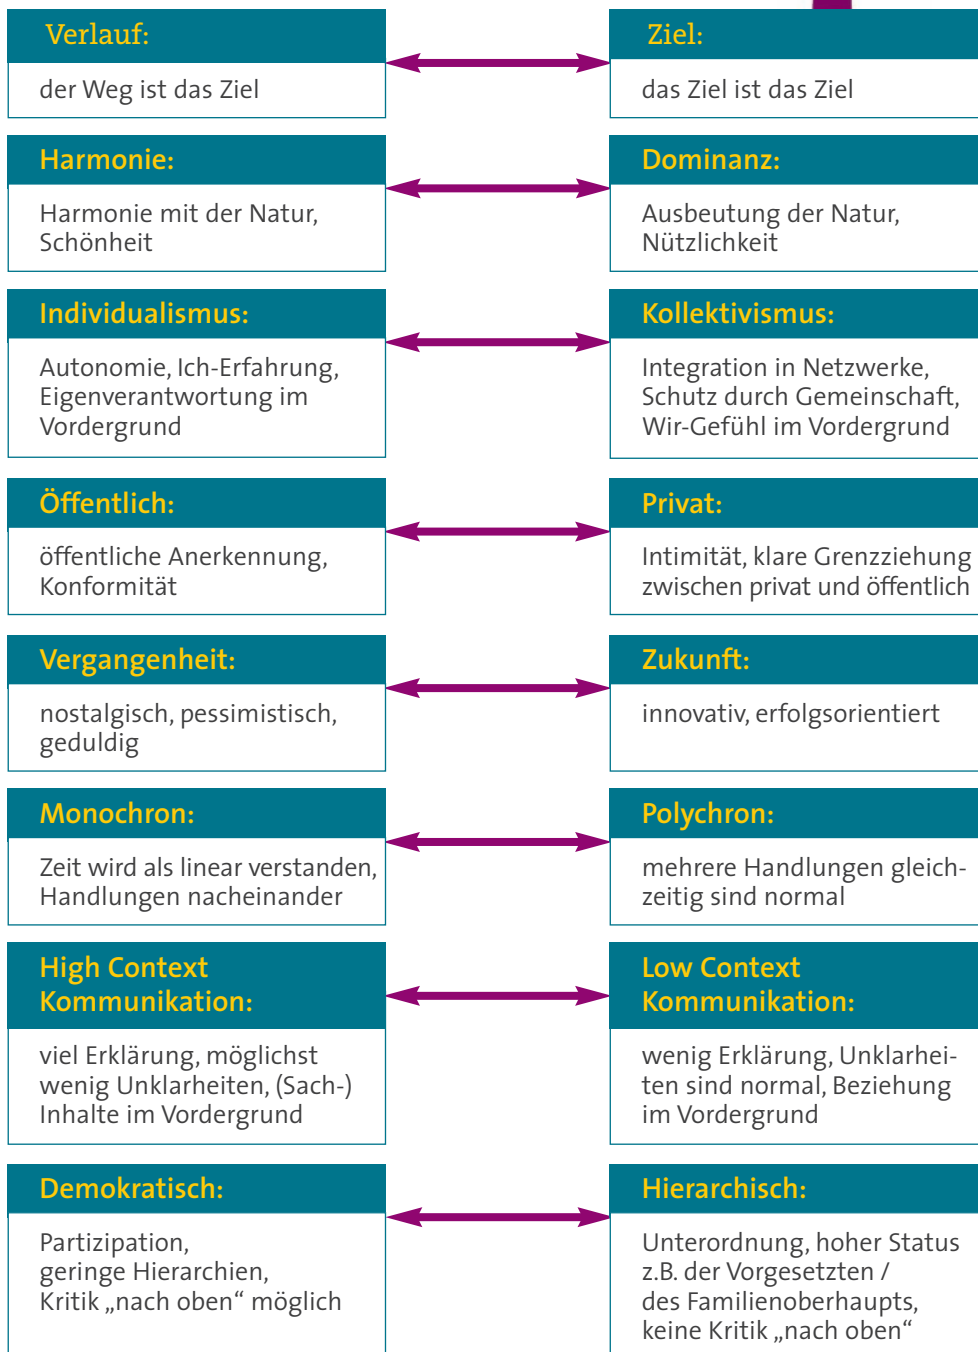 Verlauf:
der Weg ist das Ziel
Ziel:
das Ziel ist das Ziel
Harmonie:
Harmonie mit der Natur,
Schönheit
Dominanz:
Ausbeutung der Natur,
Nützlichkeit
Individualismus:
Autonomie, Ich-Erfahrung,
Eigenverantwortung im
Vordergrund
Kollektivismus:
Integration in Netzwerke,
Schutz durch Gemeinschaft,
Wir-Gefühl im Vordergrund
Öffentlich:
öffentliche Anerkennung,
Konformität
Privat:
Intimität, klare Grenzziehung
zwischen privat und öffentlich
Vergangenheit:
nostalgisch, pessimistisch,
geduldig
Zukunft:
innovativ, erfolgsorientiert
Monochron:
Zeit wird als linear verstanden,
Handlungen nacheinander
Polychron:
mehrere Handlungen gleich-
zeitig sind normal
High Context
Kommunikation:
viel Erklärung, möglichst
wenig Unklarheiten, (Sach-)
Inhalte im Vordergrund
Low Context
Kommunikation:
wenig Erklärung, Unklarhei-
ten sind normal, Beziehung
im Vordergrund
Demokratisch:
Partizipation,
geringe Hierarchien,
Kritik „nach oben“ möglich
Hierarchisch:
Unterordnung, hoher Status
z.B. der Vorgesetzten /
des Familienoberhaupts,
keine Kritik „nach oben“